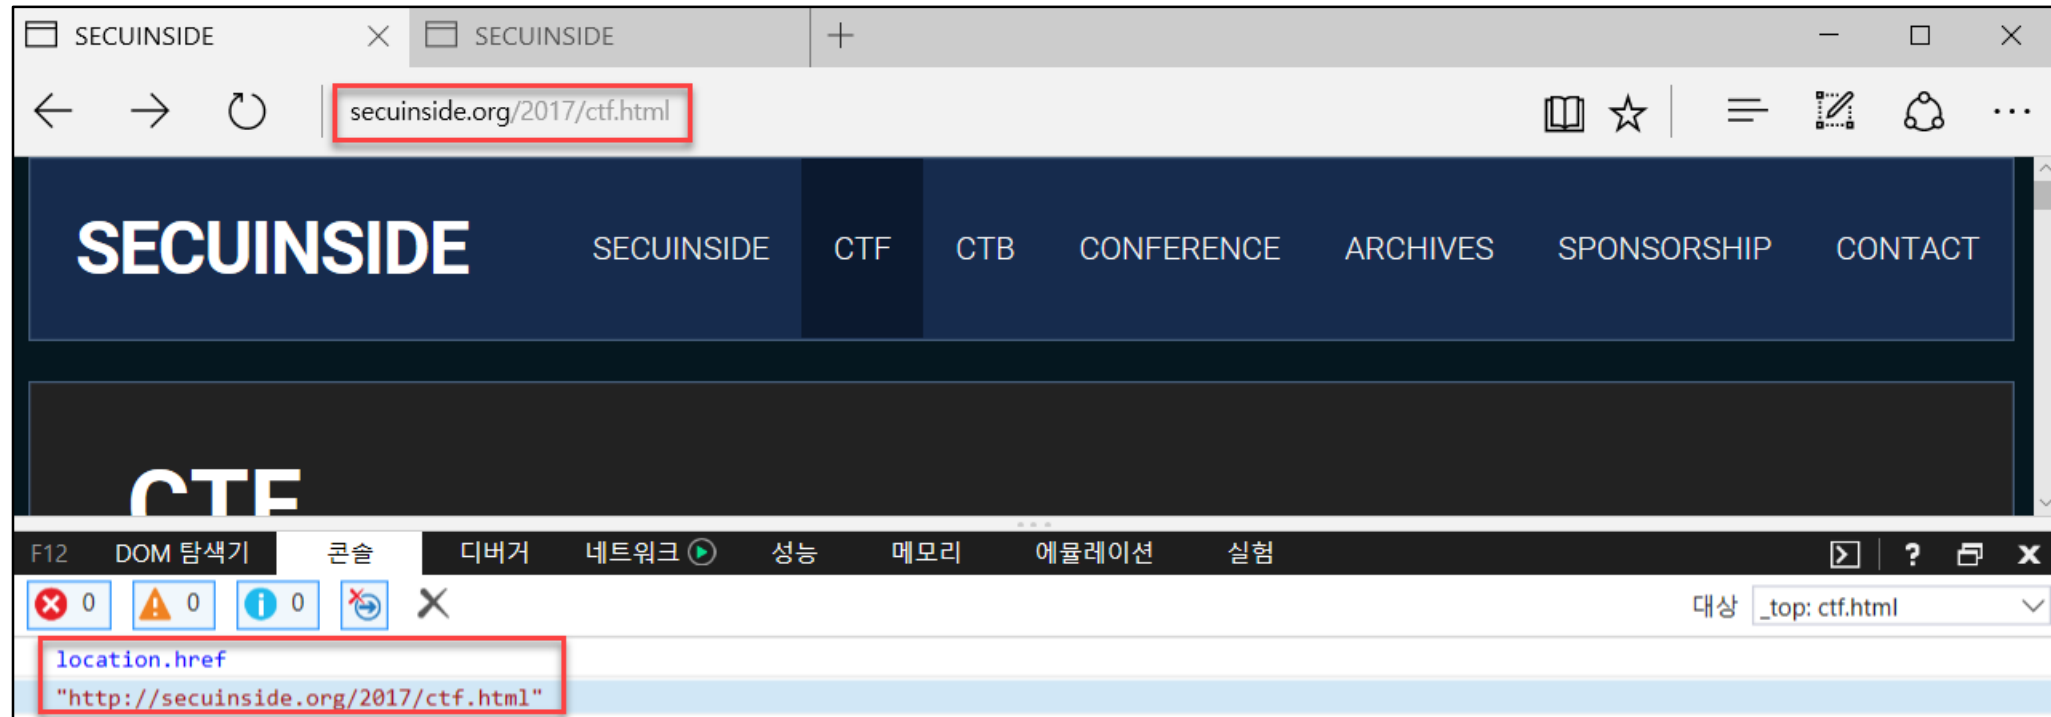 SECUINSIDE SECUINSIDE
secuinside.org/2017/ctf.html
SECUINSIDE SECUINSIDE CTF CTB CONFERENCE ARCHIVES SPONSORSHIP CONTACT
CTF
F12 DOM 탐색기 콘솔 디버거 네트워크 성능 메모리 에뮬레이션 실험 ?
0 0 0 대상 _top: ctf.html
location.href
"http://secuinside.org/2017/ctf.html"